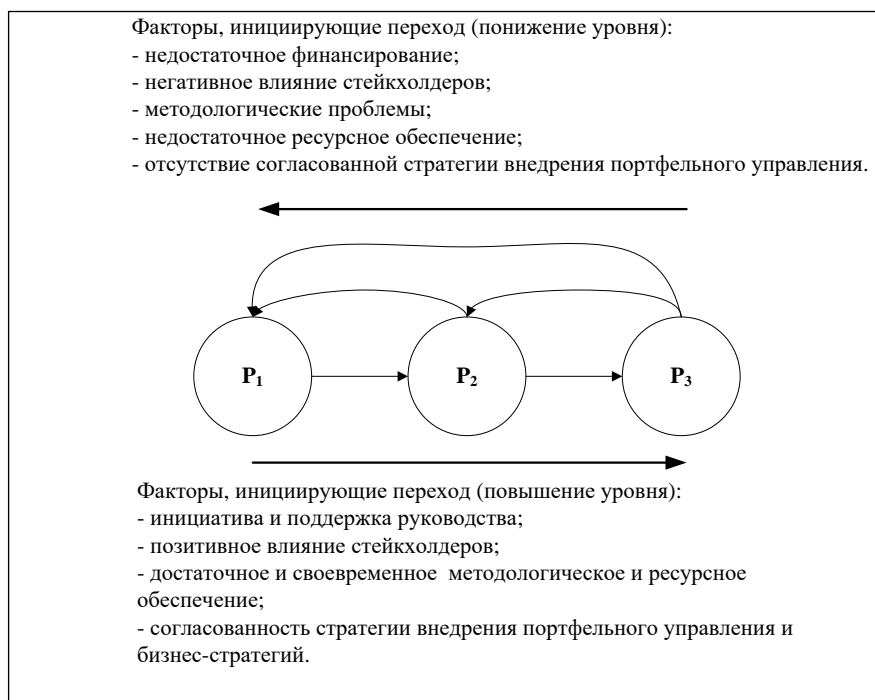 Факторы, инициирующие переход (понижение уровня):
- недостаточное финансирование;
- негативное влияние стейкхолдеров;
- методологические проблемы;
- недостаточное ресурсное обеспечение;
- отсутствие согласованной стратегии внедрения портфельного управления.
P₁ P₂ P₃
Факторы, инициирующие переход (повышение уровня):
- инициатива и поддержка руководства;
- позитивное влияние стейкхолдеров;
- достаточное и своевременное  методологическое и ресурсное
обеспечение;
- согласованность стратегии внедрения портфельного управления и
бизнес-стратегий.